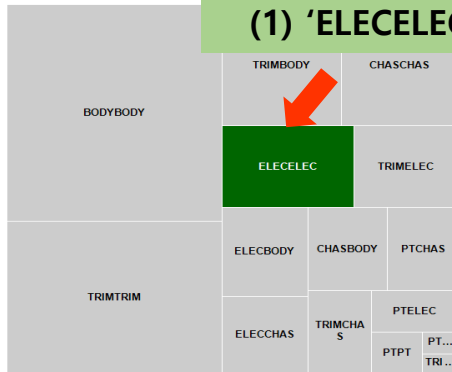 (1) ‘ELECELEC
TRIMBODY
CHASCHAS
BODYBODY
ELECELEC
TRIMELEC
ELECBODY
CHASBODY
PTCHAS
TRIMTRIM
ELECCHAS
TRIMCHA
S
PTELEC
PTPT
PT...
TRI...